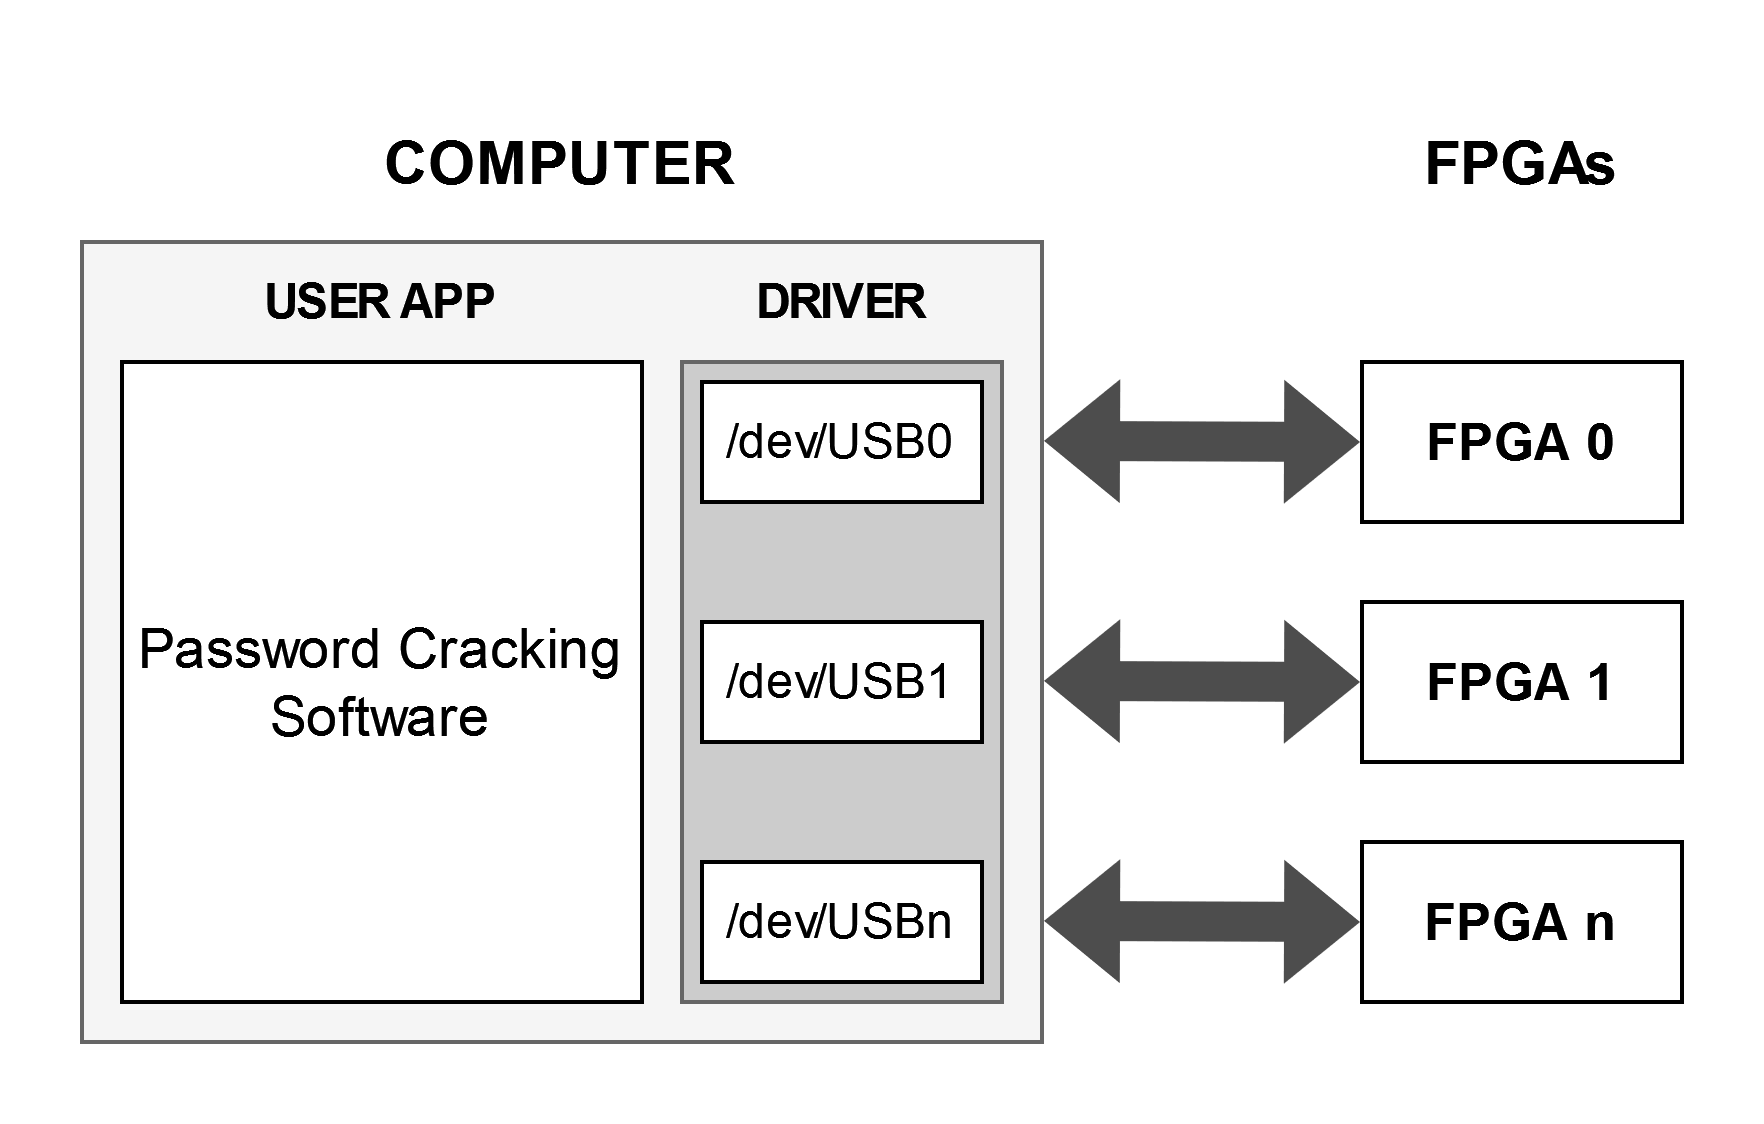 COMPUTER
FPGAs
USER APP
DRIVER
Password Cracking
Software
/dev/USB0
/dev/USB1
/dev/USBn
FPGA 0
FPGA 1
FPGA n